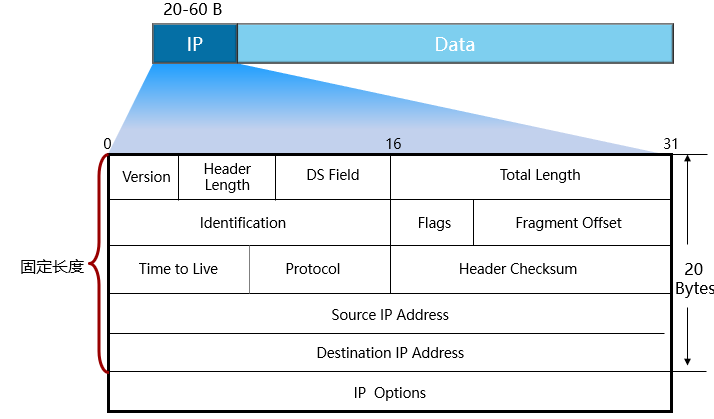 20-60 B
IP
Data
0
16
31
Version
Header
Length
DS Field
Total Length
Identification
Flags
Fragment Offset
固定长度
Time to Live
Protocol
Header Checksum
20
Bytes
Source IP Address
Destination IP Address
IP Options